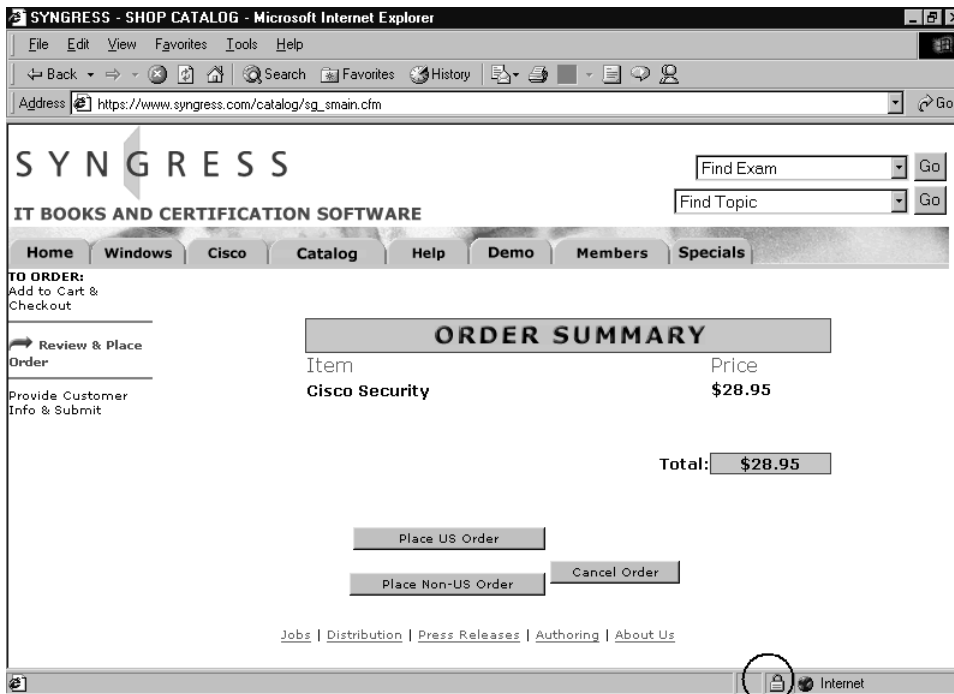 SYNGRESS - SHOP CATALOG - Microsoft Internet Explorer
File Edit View Favorites Tools Help
Back Search Favorites History
Address https://www.syngress.com/catalog/sg_smain.cfm Go
SYNGRESS
IT BOOKS AND CERTIFICATION SOFTWARE
Find Exam Go
Find Topic Go
Home Windows Cisco Catalog Help Demo Members Specials
TO ORDER:
Add to Cart &
Checkout
Review & Place
Order
Provide Customer
Info & Submit
ORDER SUMMARY
Item Price
Cisco Security $28.95
Total: $28.95
Place US Order
Place Non-US Order
Cancel Order
Jobs | Distribution | Press Releases | Authoring | About Us
Internet